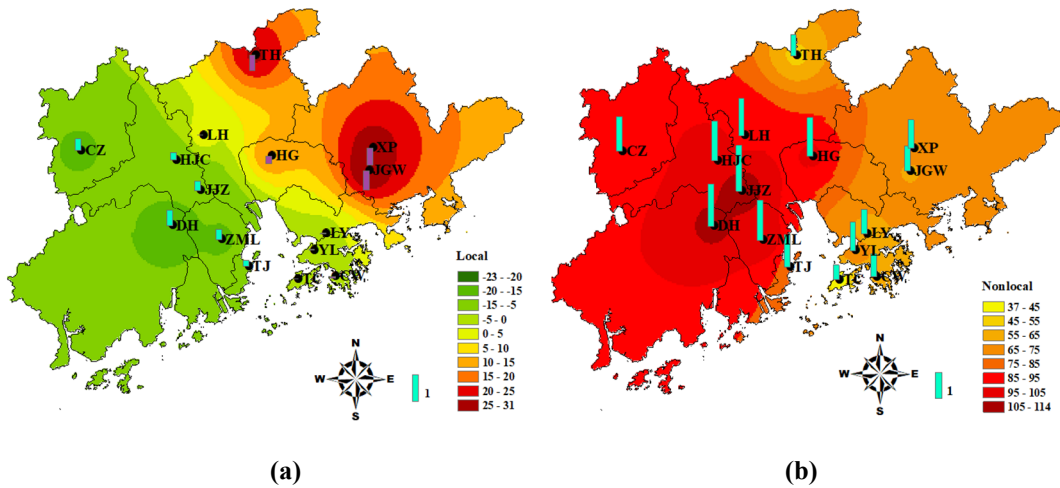 TH
LH
CZ
HJC
HG
XP
JGW
JJZ
DH
ZML
LY
YL
TJ
TC
CW
Local
-23 - -20
-20 - -15
-15 - -5
-5 - 0
0 - 5
5 - 10
10 - 15
15 - 20
20 - 25
25 - 31
N
W
E
S
1
(a)
TH
LH
CZ
HJC
HG
XP
JGW
JJZ
DH
ZML
LY
YL
TJ
TC
CW
Nonlocal
37 - 45
45 - 55
55 - 65
65 - 75
75 - 85
85 - 95
95 - 105
105 - 114
N
W
E
S
1
(b)